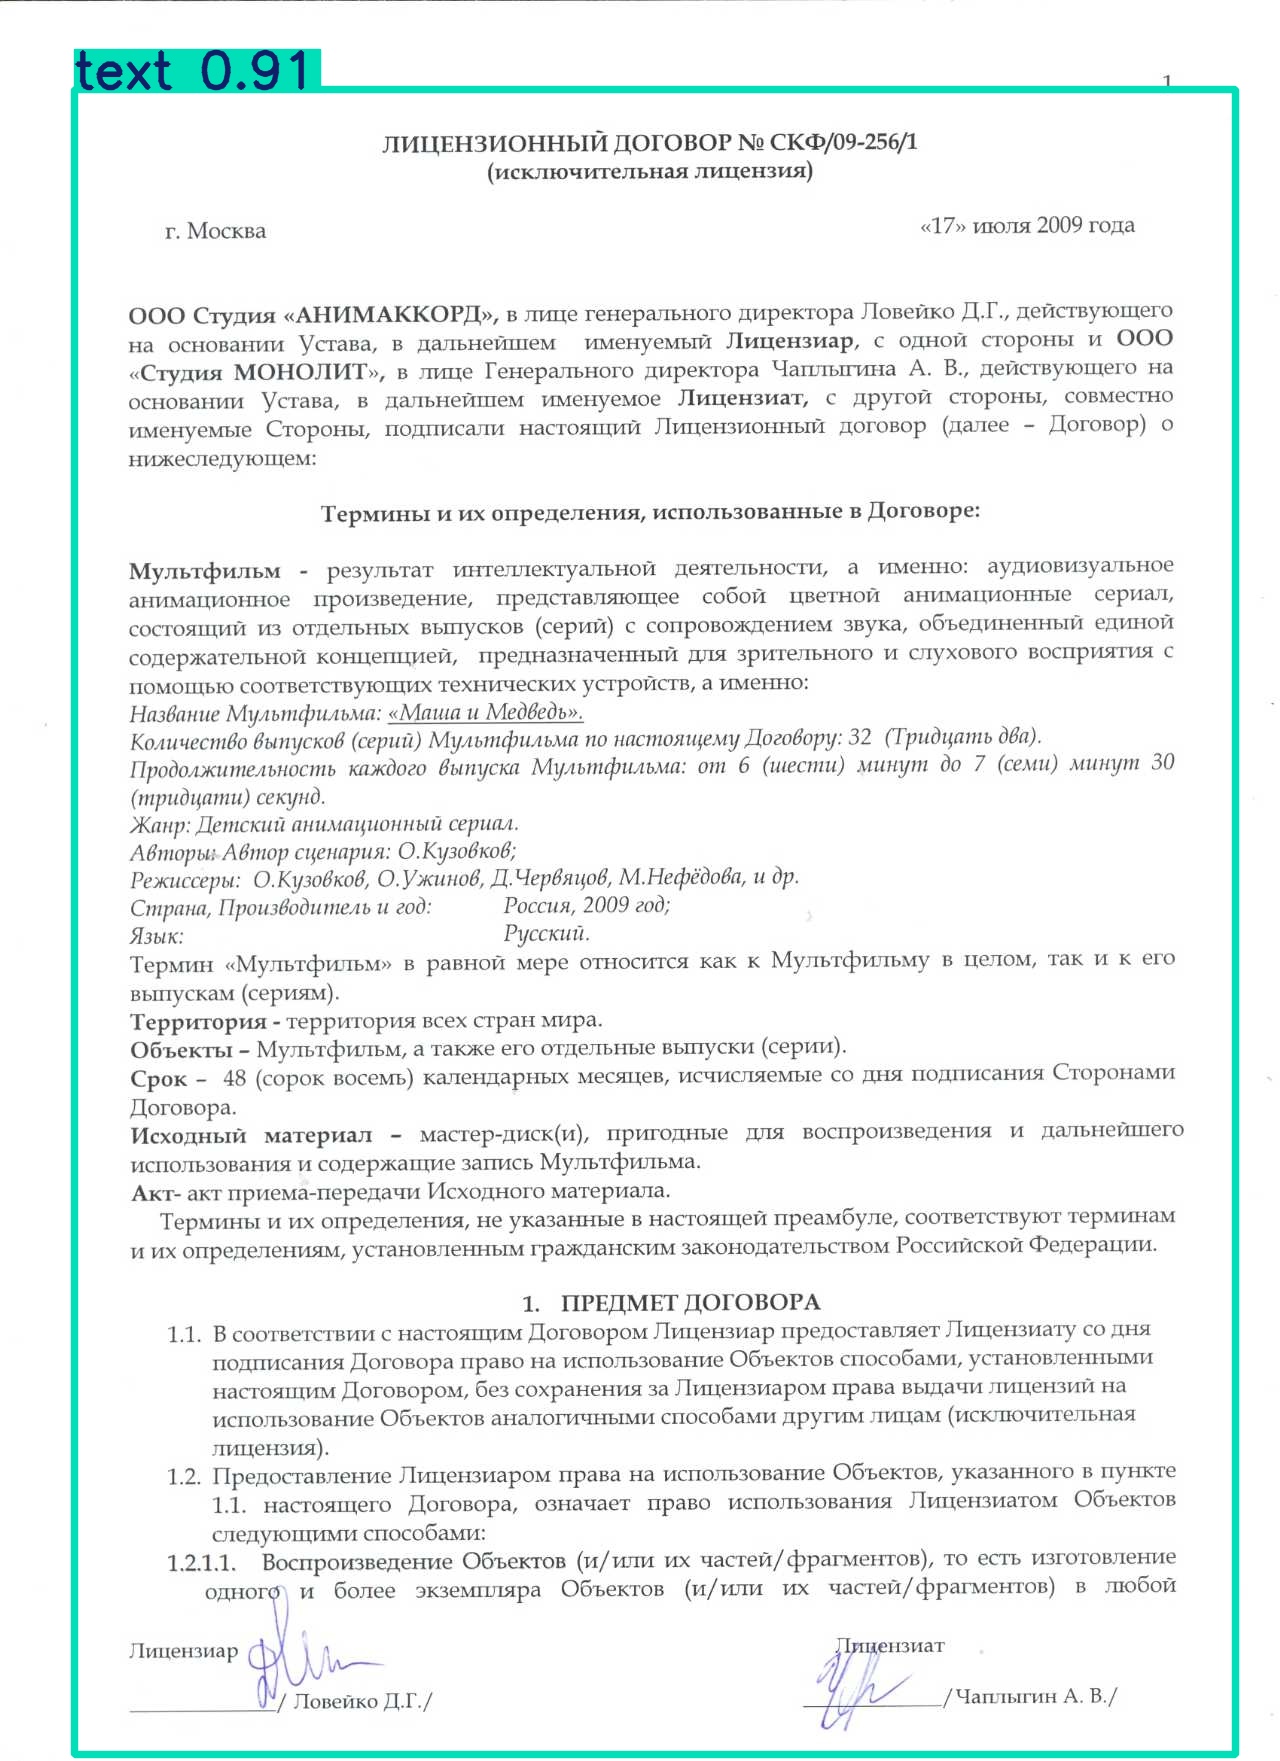 text 0.91
1
ЛИЦЕНЗИОННЫЙ ДОГОВОР № СКФ/09-256/1
(исключительная лицензия)
г. Москва «17» июля 2009 года
ООО Студия «АНИМАККОРД», в лице генерального директора Ловейко Д.Г., действующего
на основании Устава, в дальнейшем именуемый Лицензиар, с одной стороны и ООО
«Студия МОНОЛИТ», в лице Генерального директора Чаплыгина А. В., действующего на
основании Устава, в дальнейшем именуемое Лицензиат, с другой стороны, совместно
именуемые Стороны, подписали настоящий Лицензионный договор (далее – Договор) о
нижеследующем:
Термины и их определения, использованные в Договоре:
Мультфильм - результат интеллектуальной деятельности, а именно: аудиовизуальное
анимационное произведение, представляющее собой цветной анимационные сериал,
состоящий из отдельных выпусков (серий) с сопровождением звука, объединенный единой
содержательной концепцией, предназначенный для зрительного и слухового восприятия с
помощью соответствующих технических устройств, а именно:
Название Мультфильма: «Маша и Медведь».
Количество выпусков (серий) Мультфильма по настоящему Договору: 32 (Тридцать два).
Продолжительность каждого выпуска Мультфильма: от 6 (шести) минут до 7 (семи) минут 30
(тридцати) секунд.
Жанр: Детский анимационный сериал.
Авторы: Автор сценария: О.Кузовков;
Режиссеры: О.Кузовков, О.Ужинов, Д.Червяцов, М.Нефёдова, и др.
Страна, Производитель и год: Россия, 2009 год;
Язык: Русский.
Термин «Мультфильм» в равной мере относится как к Мультфильму в целом, так и к его
выпускам (сериям).
Территория - территория всех стран мира.
Объекты – Мультфильм, а также его отдельные выпуски (серии).
Срок – 48 (сорок восемь) календарных месяцев, исчисляемые со дня подписания Сторонами
Договора.
Исходный материал – мастер-диск(и), пригодные для воспроизведения и дальнейшего
использования и содержащие запись Мультфильма.
Акт- акт приема-передачи Исходного материала.
Термины и их определения, не указанные в настоящей преамбуле, соответствуют терминам
и их определениям, установленным гражданским законодательством Российской Федерации.
1. ПРЕДМЕТ ДОГОВОРА
1.1. В соответствии с настоящим Договором Лицензиар предоставляет Лицензиату со дня
подписания Договора право на использование Объектов способами, установленными
настоящим Договором, без сохранения за Лицензиаром права выдачи лицензий на
использование Объектов аналогичными способами другим лицам (исключительная
лицензия).
1.2. Предоставление Лицензиаром права на использование Объектов, указанного в пункте
1.1. настоящего Договора, означает право использования Лицензиатом Объектов
следующими способами:
1.2.1.1. Воспроизведение Объектов (и/или их частей/фрагментов), то есть изготовление
одного и более экземпляра Объектов (и/или их частей/фрагментов) в любой
Лицензиар Лицензиат
____________/ Ловейко Д.Г./ ____________/Чаплыгин А. В./